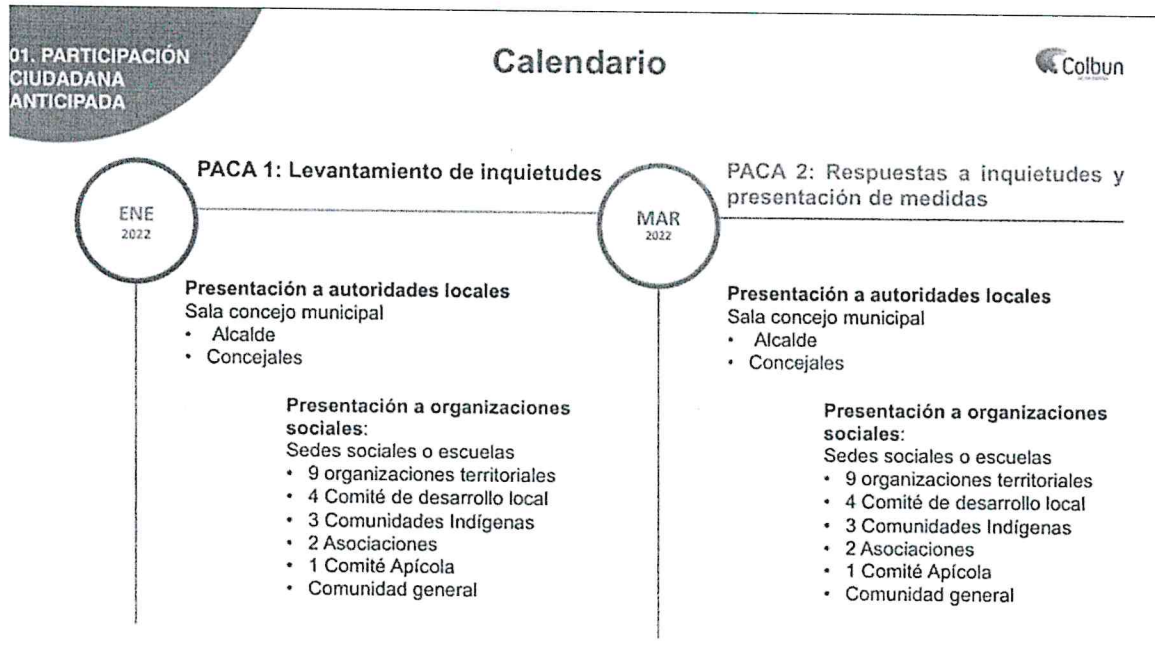 01. PARTICIPACIÓN
CIUDADANA
ANTICIPADA
Calendario
Colbun
ENE
2022
PACA 1: Levantamiento de inquietudes
Presentación a autoridades locales
Sala concejo municipal
• Alcalde
• Concejales
Presentación a organizaciones
sociales:
Sedes sociales o escuelas
• 9 organizaciones territoriales
• 4 Comité de desarrollo local
• 3 Comunidades Indígenas
• 2 Asociaciones
• 1 Comité Apícola
• Comunidad general
MAR
2022
PACA 2: Respuestas a inquietudes y
presentación de medidas
Presentación a autoridades locales
Sala concejo municipal
• Alcalde
• Concejales
Presentación a organizaciones
sociales:
Sedes sociales o escuelas
• 9 organizaciones territoriales
• 4 Comité de desarrollo local
• 3 Comunidades Indígenas
• 2 Asociaciones
• 1 Comité Apícola
• Comunidad general